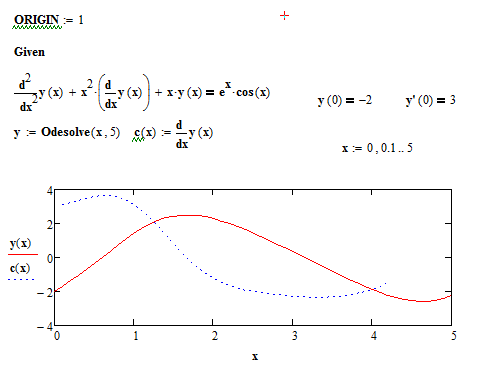 ORIGIN := 1
Given
d²/dx² y(x) + x²·(d/dx y(x)) + x·y(x) = eˣ·cos(x)
y(0) = −2 y'(0) = 3
y := Odesolve(x, 5) c(x) := d/dx y(x)
x := 0, 0.1 .. 5
4
2
y(x)
0
c(x)
−2
−4
0 1 2 3 4 5
x